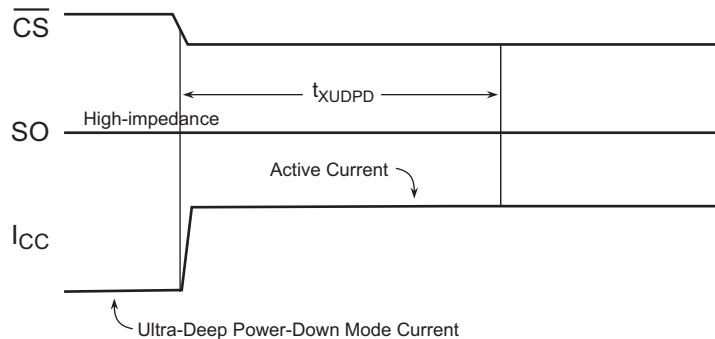 CS
tXUDPD
High-impedance
SO
Active Current
ICC
Ultra-Deep Power-Down Mode Current